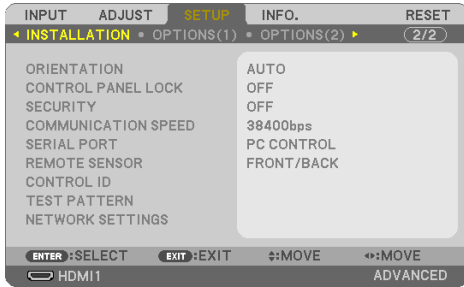 INPUT ADJUST SETUP INFO. RESET
INSTALLATION OPTIONS(1) OPTIONS(2) (2/2)
ORIENTATION AUTO
CONTROL PANEL LOCK OFF
SECURITY OFF
COMMUNICATION SPEED 38400bps
SERIAL PORT PC CONTROL
REMOTE SENSOR FRONT/BACK
CONTROL ID
TEST PATTERN
NETWORK SETTINGS
ENTER :SELECT EXIT :EXIT :MOVE :MOVE
HDMI1 ADVANCED